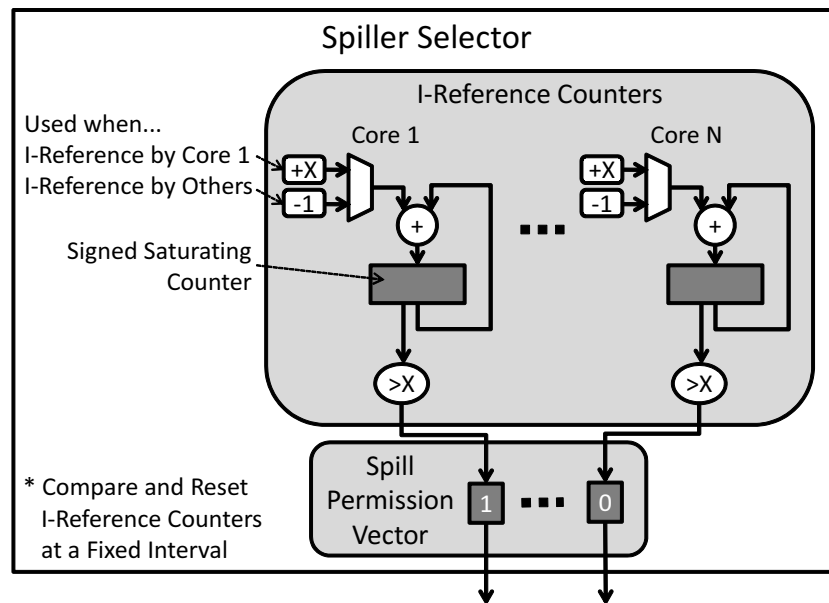 Spiller Selector
I-Reference Counters
Used when...
I-Reference by Core 1
I-Reference by Others
Core 1
+X
-1
+
Signed Saturating
Counter
>X
Core N
+X
-1
+
>X
Spill
Permission
Vector
1
0
* Compare and Reset
I-Reference Counters
at a Fixed Interval